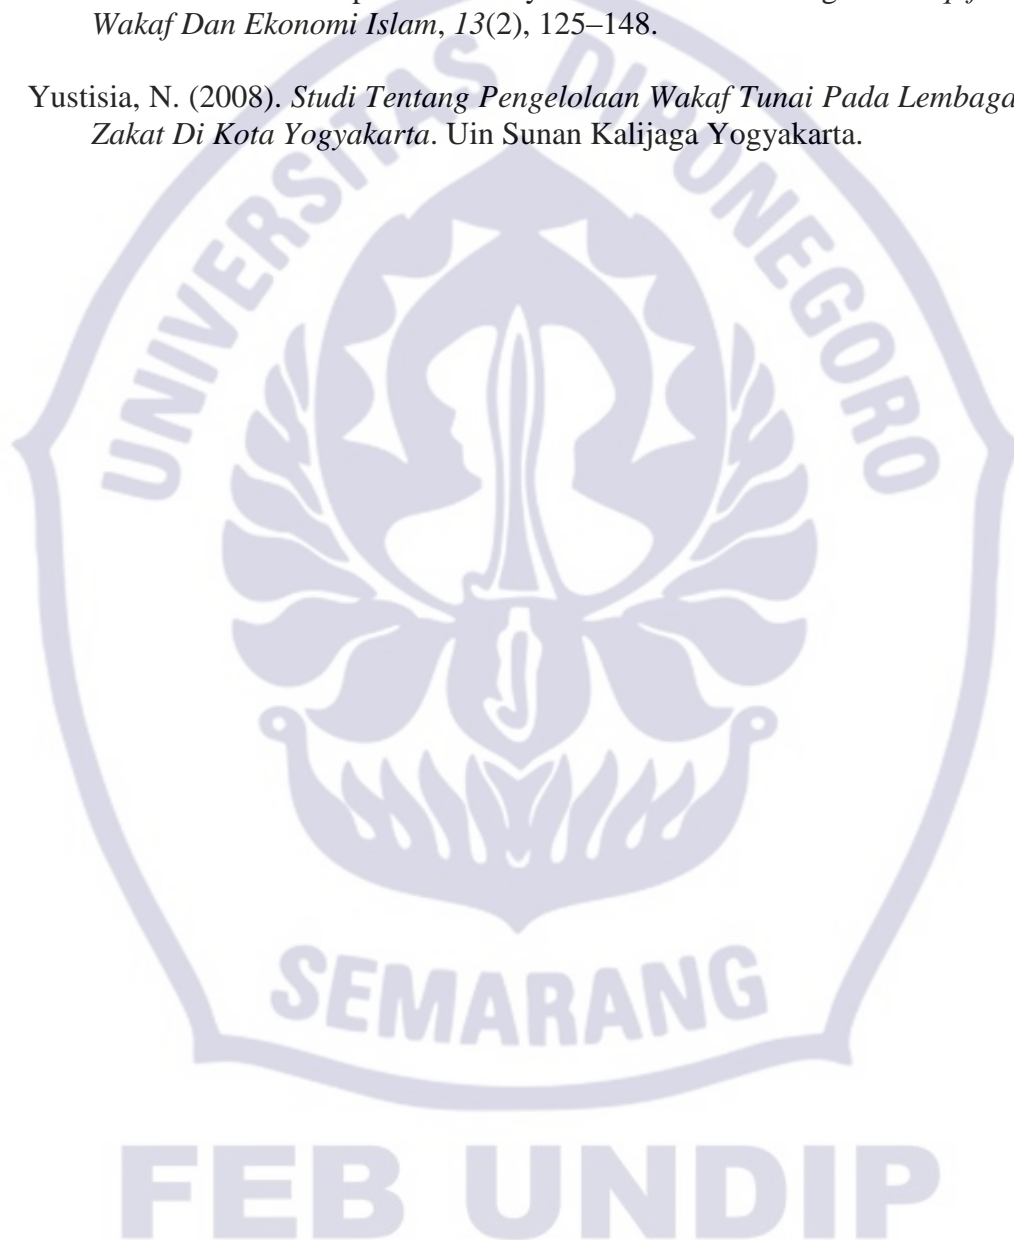 Wakaf Dan Ekonomi Islam, 13(2), 125–148.
Yustisia, N. (2008). Studi Tentang Pengelolaan Wakaf Tunai Pada Lembaga
Zakat Di Kota Yogyakarta. Uin Sunan Kalijaga Yogyakarta.
UNIVERSITAS DIPONEGORO
SEMARANG
FEB UNDIP